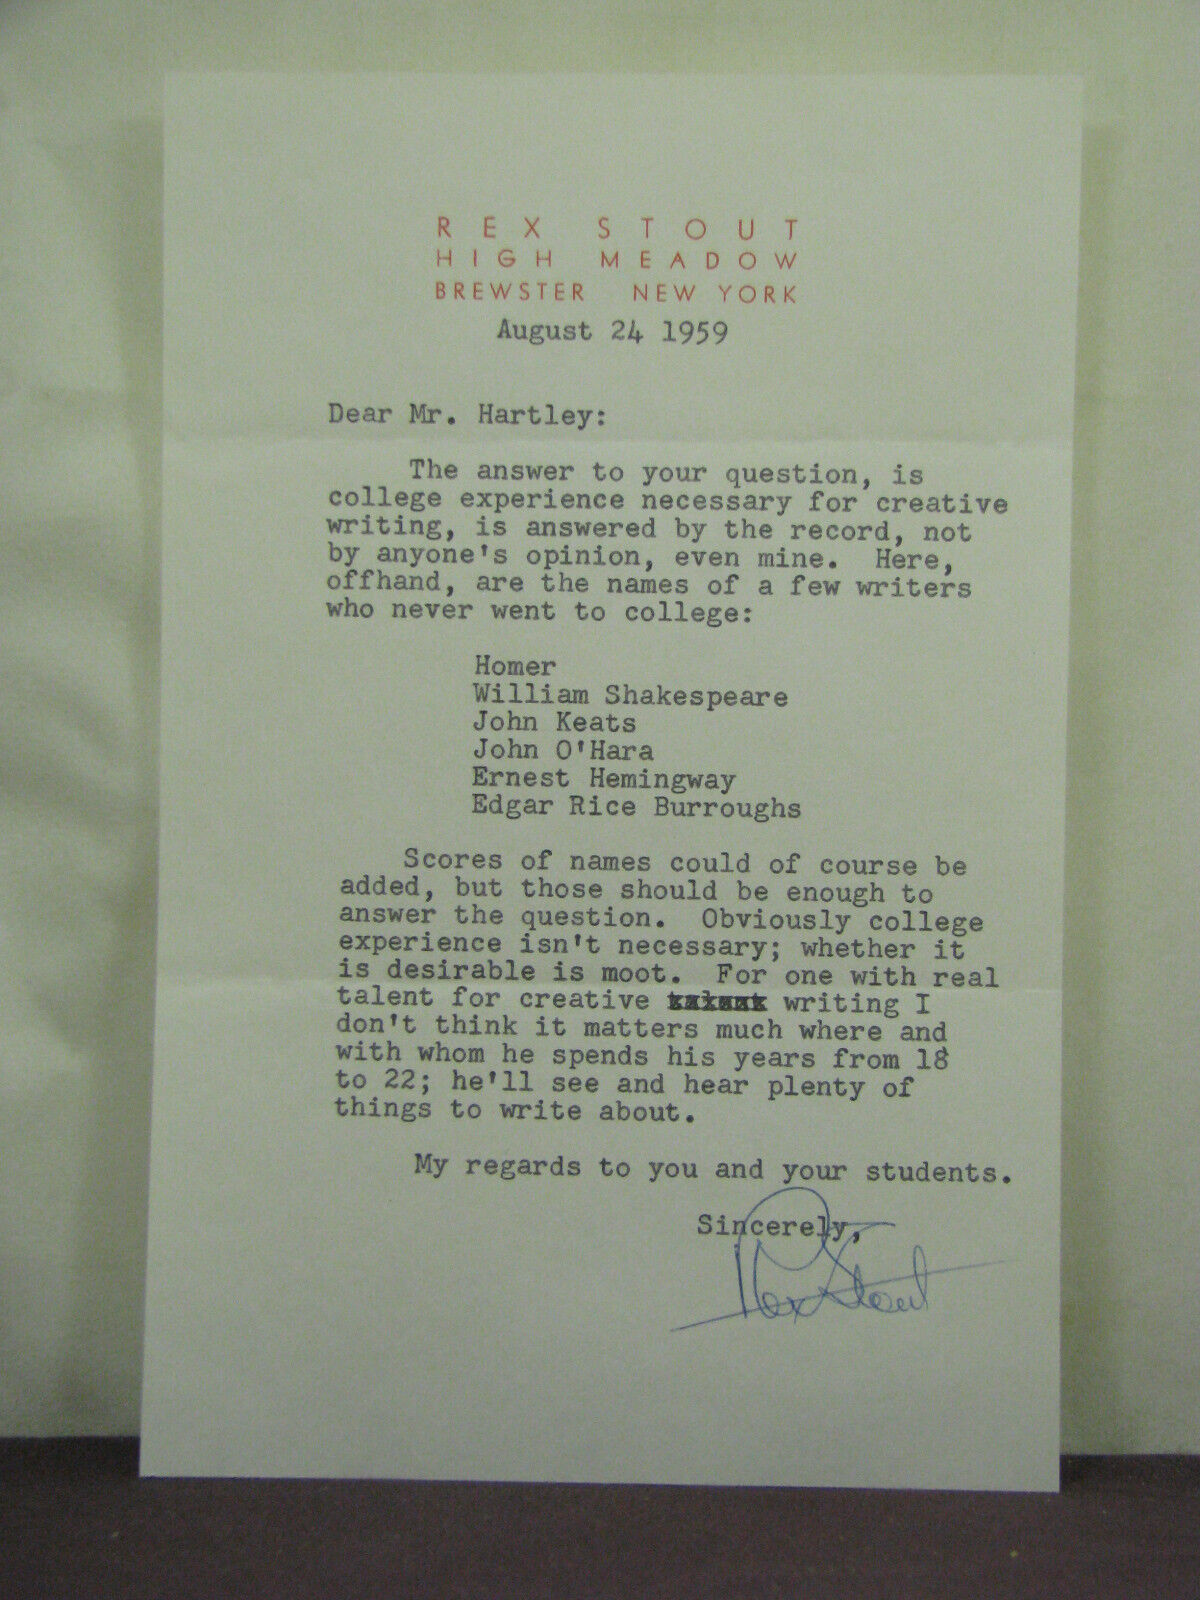 REX STOUT
HIGH MEADOW
BREWSTER NEW YORK
August 24 1959
Dear Mr. Hartley:
The answer to your question, is
college experience necessary for creative
writing, is answered by the record, not
by anyone's opinion, even mine. Here,
offhand, are the names of a few writers
who never went to college:
Homer
William Shakespeare
John Keats
John O'Hara
Ernest Hemingway
Edgar Rice Burroughs
Scores of names could of course be
added, but those should be enough to
answer the question. Obviously college
experience isn't necessary; whether it
is desirable is moot. For one with real
talent for creative writing I
don't think it matters much where and
with whom he spends his years from 18
to 22; he'll see and hear plenty of
things to write about.
My regards to you and your students.
Sincerely,
Rex Stout